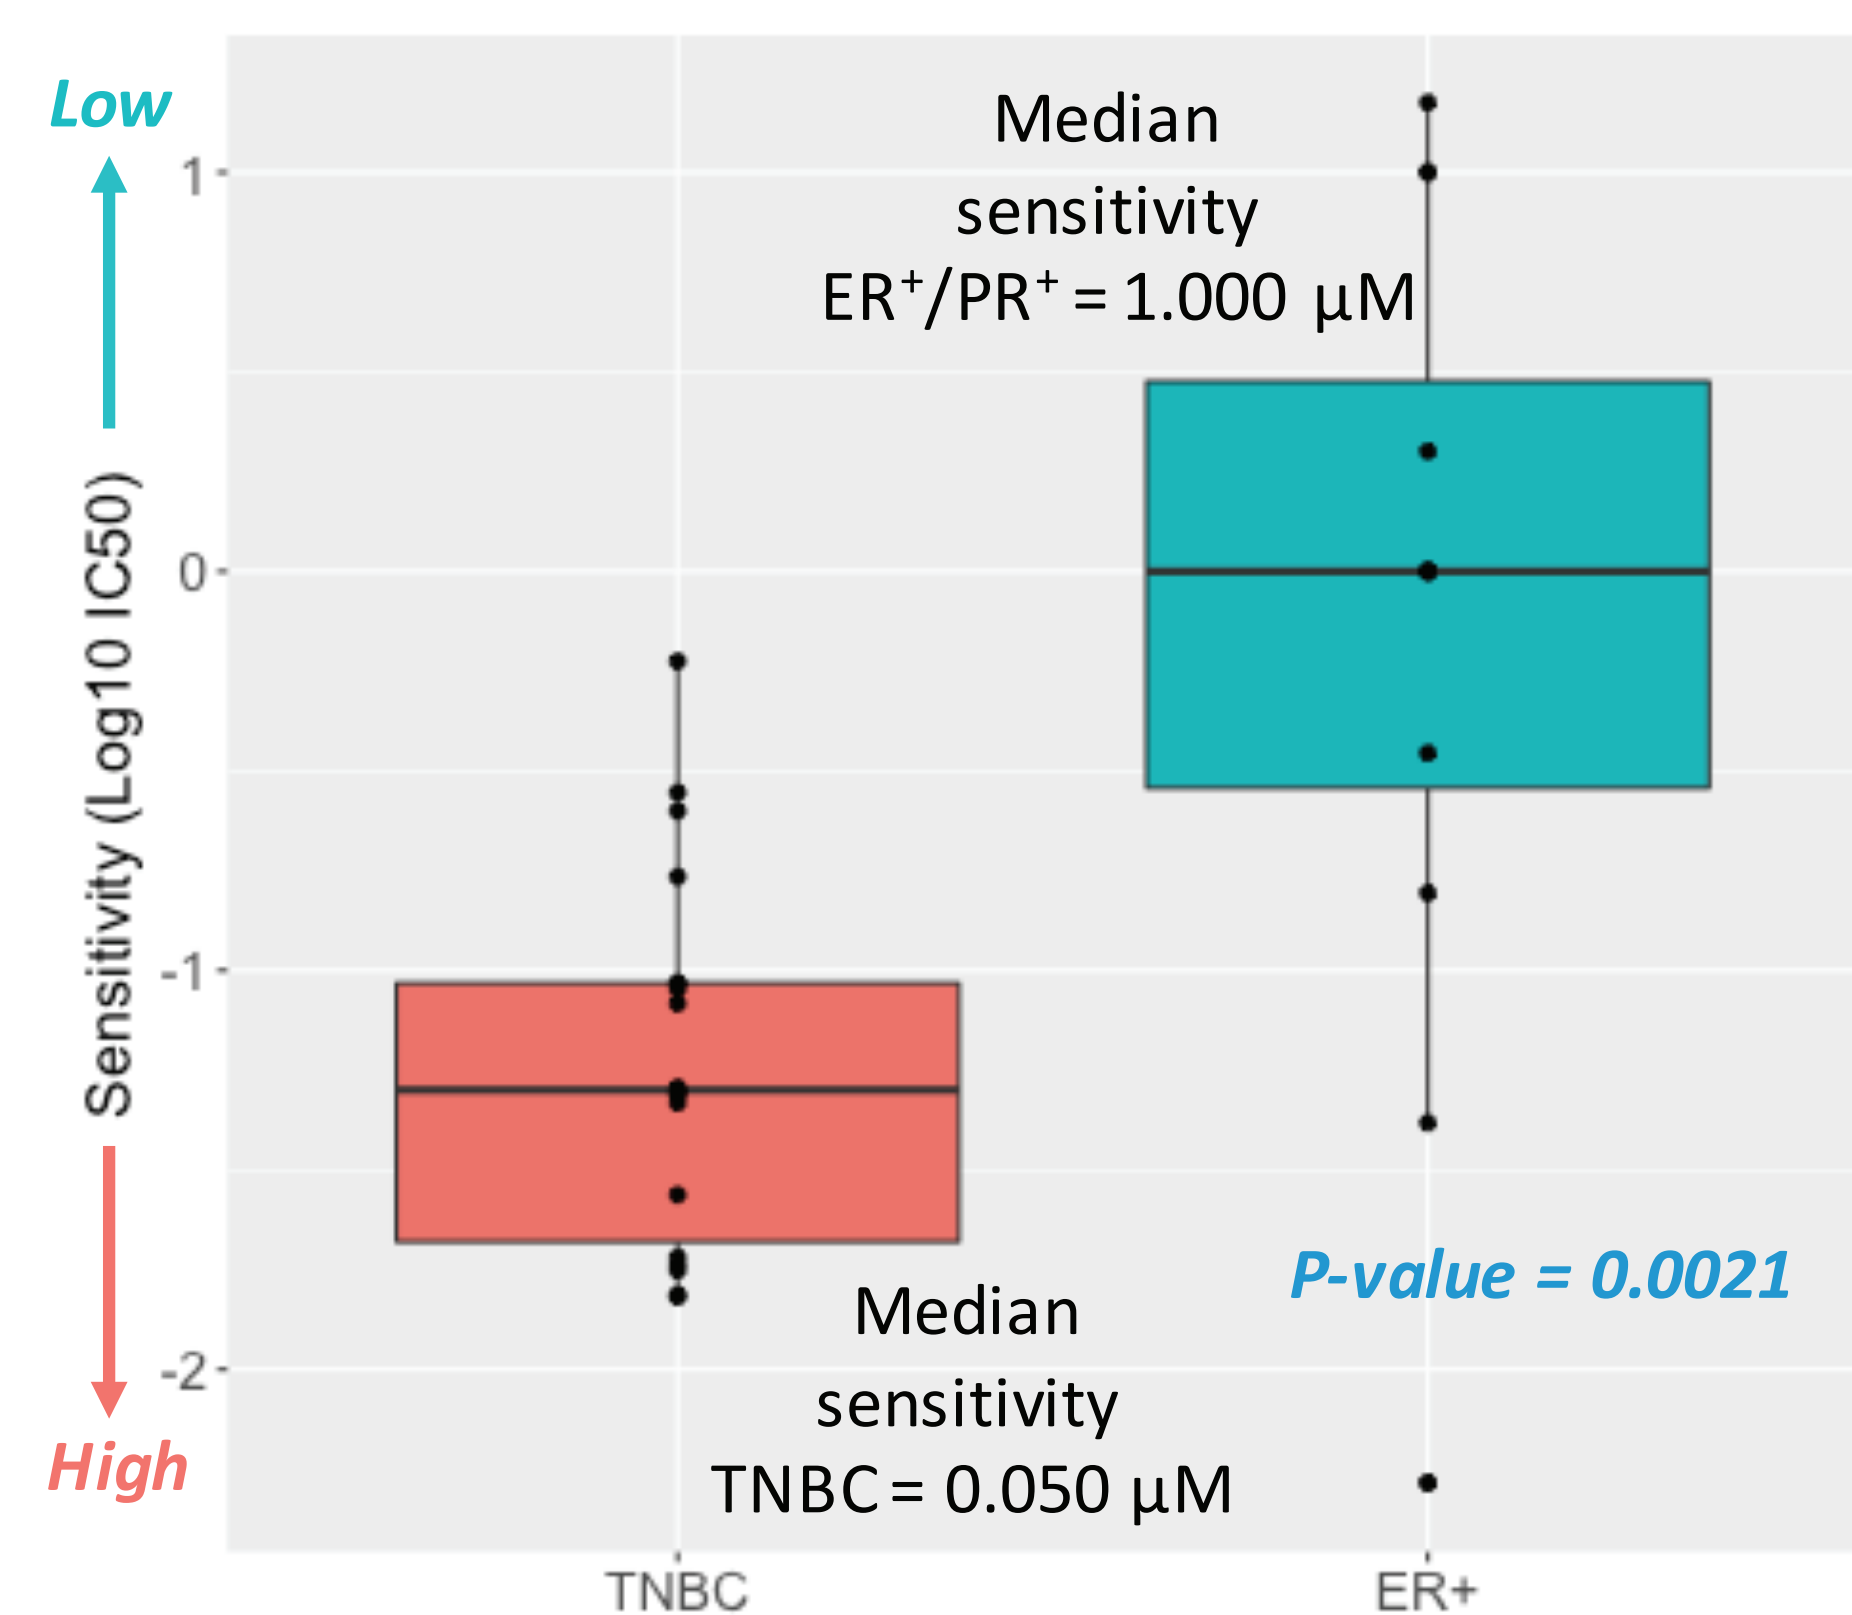 Low
1
0
-1
-2
High
Sensitivity (Log10 IC50)
Median
sensitivity
ER⁺/PR⁺ = 1.000 µM
P-value = 0.0021
Median
sensitivity
TNBC = 0.050 µM
TNBC
ER+